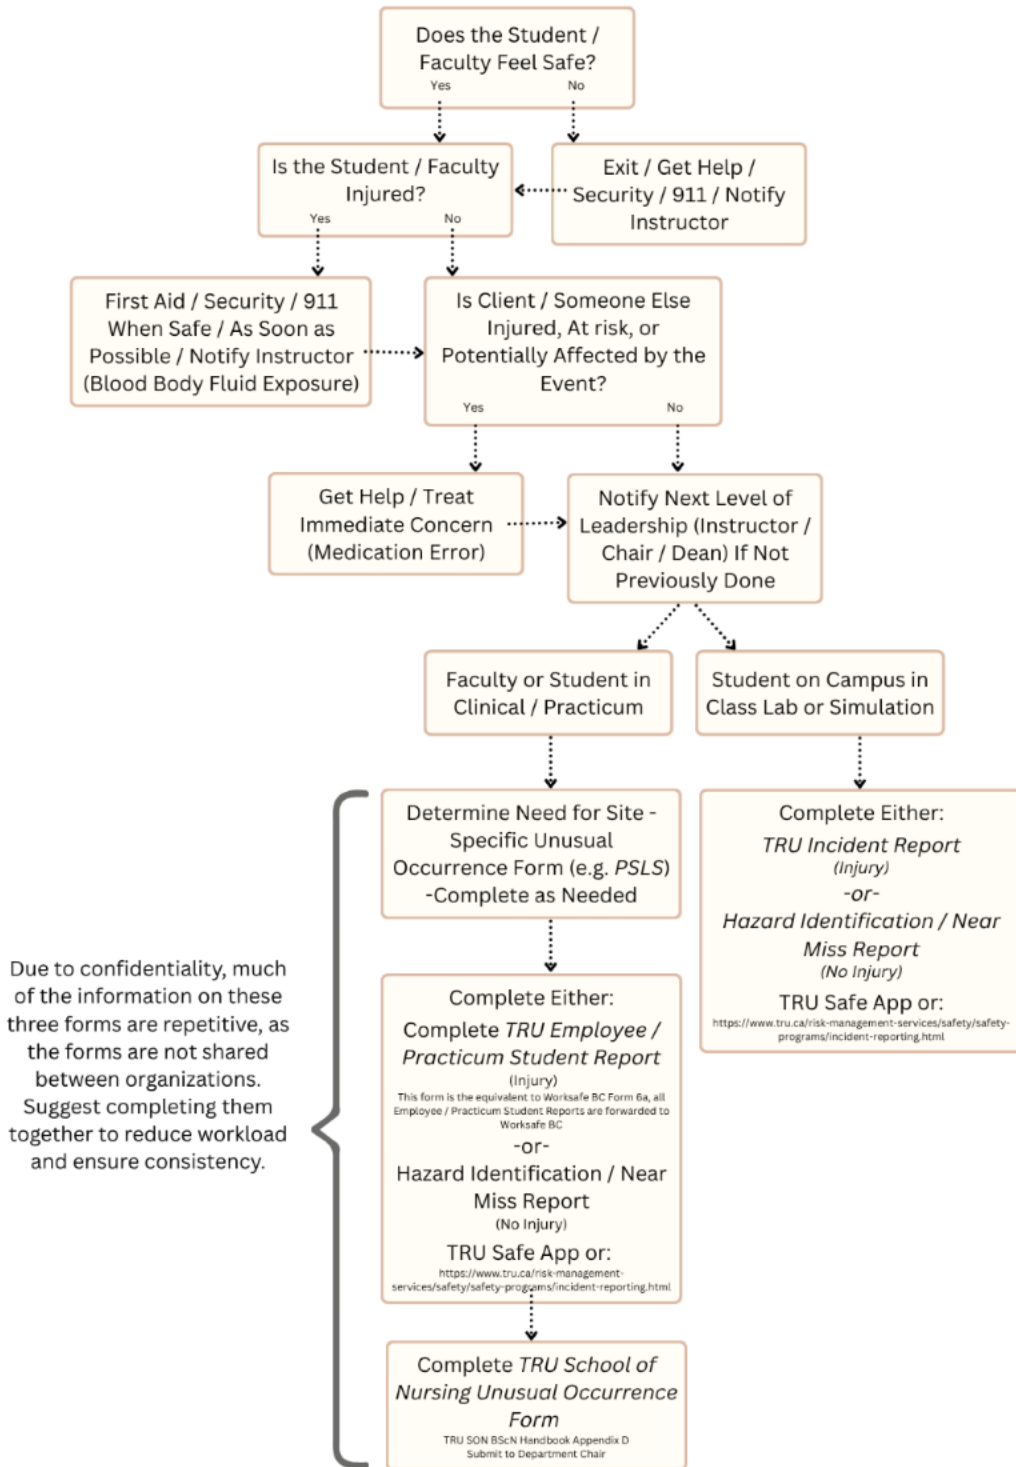 Does the Student /
Faculty Feel Safe?
Yes
No
Is the Student / Faculty
Injured?
Yes
No
Exit / Get Help /
Security / 911 / Notify
Instructor
First Aid / Security / 911
When Safe / As Soon as
Possible / Notify Instructor
(Blood Body Fluid Exposure)
Is Client / Someone Else
Injured, At risk, or
Potentially Affected by the
Event?
Yes
No
Get Help / Treat
Immediate Concern
(Medication Error)
Notify Next Level of
Leadership (Instructor /
Chair / Dean) If Not
Previously Done
Faculty or Student in
Clinical / Practicum
Student on Campus in
Class Lab or Simulation
Determine Need for Site -
Specific Unusual
Occurrence Form (e.g. PSLS)
-Complete as Needed
Complete Either:
TRU Incident Report
(Injury)
-or-
Hazard Identification / Near
Miss Report
(No Injury)
TRU Safe App or:
https://www.tru.ca/risk-management-services/safety/safety-
programs/incident-reporting.html
Due to confidentiality, much
of the information on these
three forms are repetitive, as
the forms are not shared
between organizations.
Suggest completing them
together to reduce workload
and ensure consistency.
Complete Either:
Complete TRU Employee /
Practicum Student Report
(Injury)
This form is the equivalent to Worksafe BC Form 6a, all
Employee / Practicum Student Reports are forwarded to
Worksafe BC
-or-
Hazard Identification / Near
Miss Report
(No Injury)
TRU Safe App or:
https://www.tru.ca/risk-management-
services/safety/safety-programs/incident-reporting.html
Complete TRU School of
Nursing Unusual Occurrence
Form
TRU SON BScN Handbook Appendix D
Submit to Department Chair